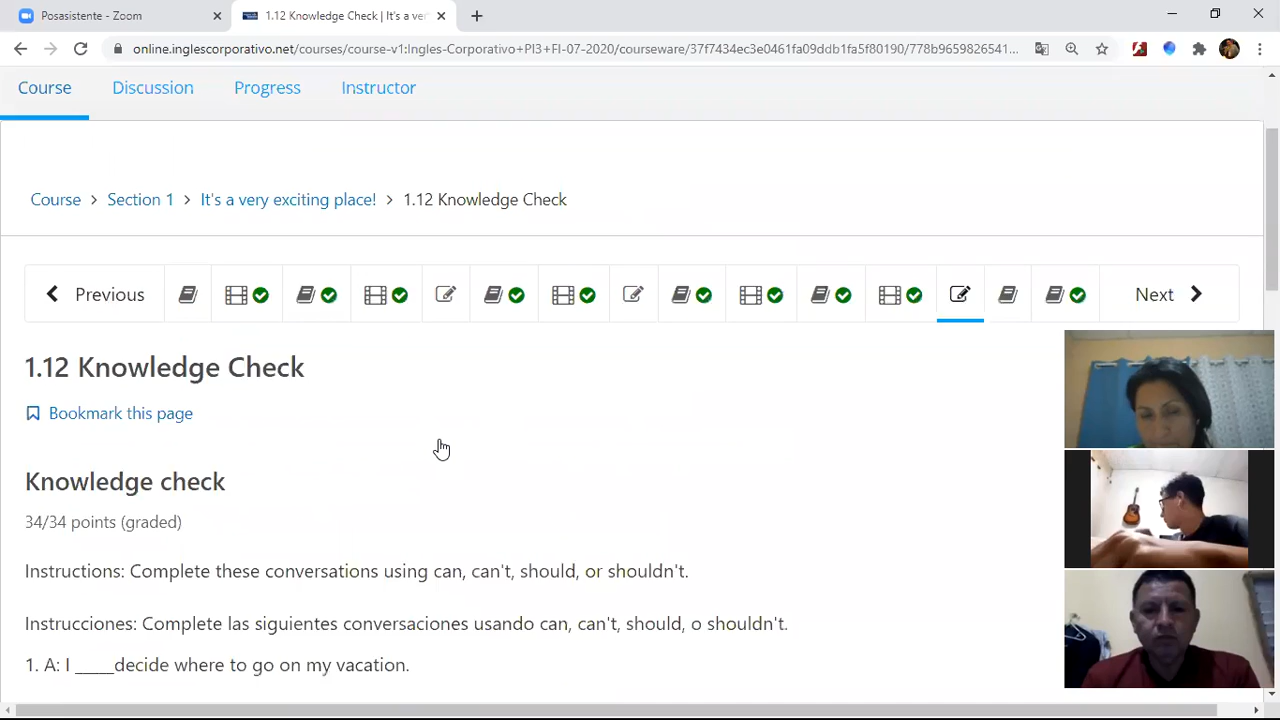 Posasistente - Zoom
1.12 Knowledge Check | It's a ver
online.inglescorporativo.net/courses/course-v1:Ingles-Corporativo+PI3+FI-07-2020/courseware/37f7434ec3e0461fa09ddb1fa5f80190/778b9659826541...
Course Discussion Progress Instructor
Course > Section 1 > It's a very exciting place! > 1.12 Knowledge Check
Previous Next
1.12 Knowledge Check
Bookmark this page
Knowledge check
34/34 points (graded)
Instructions: Complete these conversations using can, can't, should, or shouldn't.
Instrucciones: Complete las siguientes conversaciones usando can, can't, should, o shouldn't.
1. A: I _____decide where to go on my vacation.